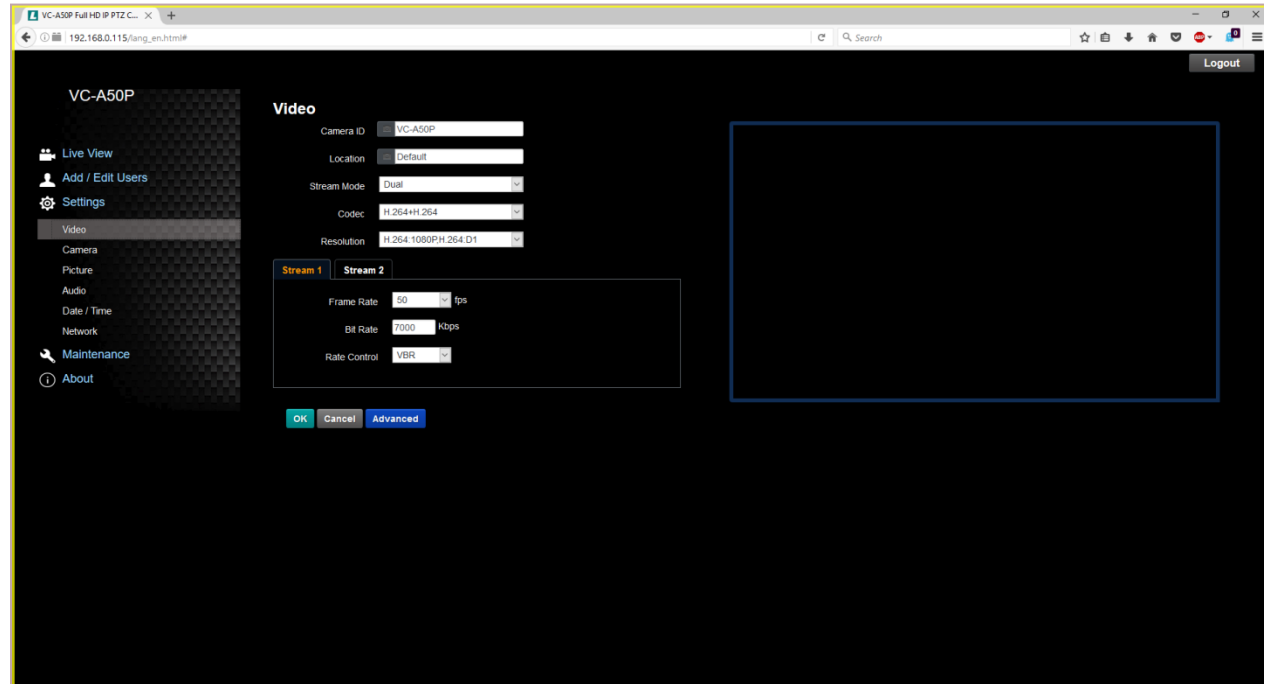 VC-A50P Full HD IP PTZ C...
192.168.0.115/lang_en.html#
Search
ABP
0
Logout
VC-A50P
Live View
Add / Edit Users
Settings
Video
Camera
Picture
Audio
Date / Time
Network
Maintenance
About
Video
Camera ID VC-A50P
Location Default
Stream Mode Dual
Codec H.264+H.264
Resolution H.264:1080P,H.264:D1
Stream 1 Stream 2
Frame Rate 50 fps
Bit Rate 7000 Kbps
Rate Control VBR
OK Cancel Advanced